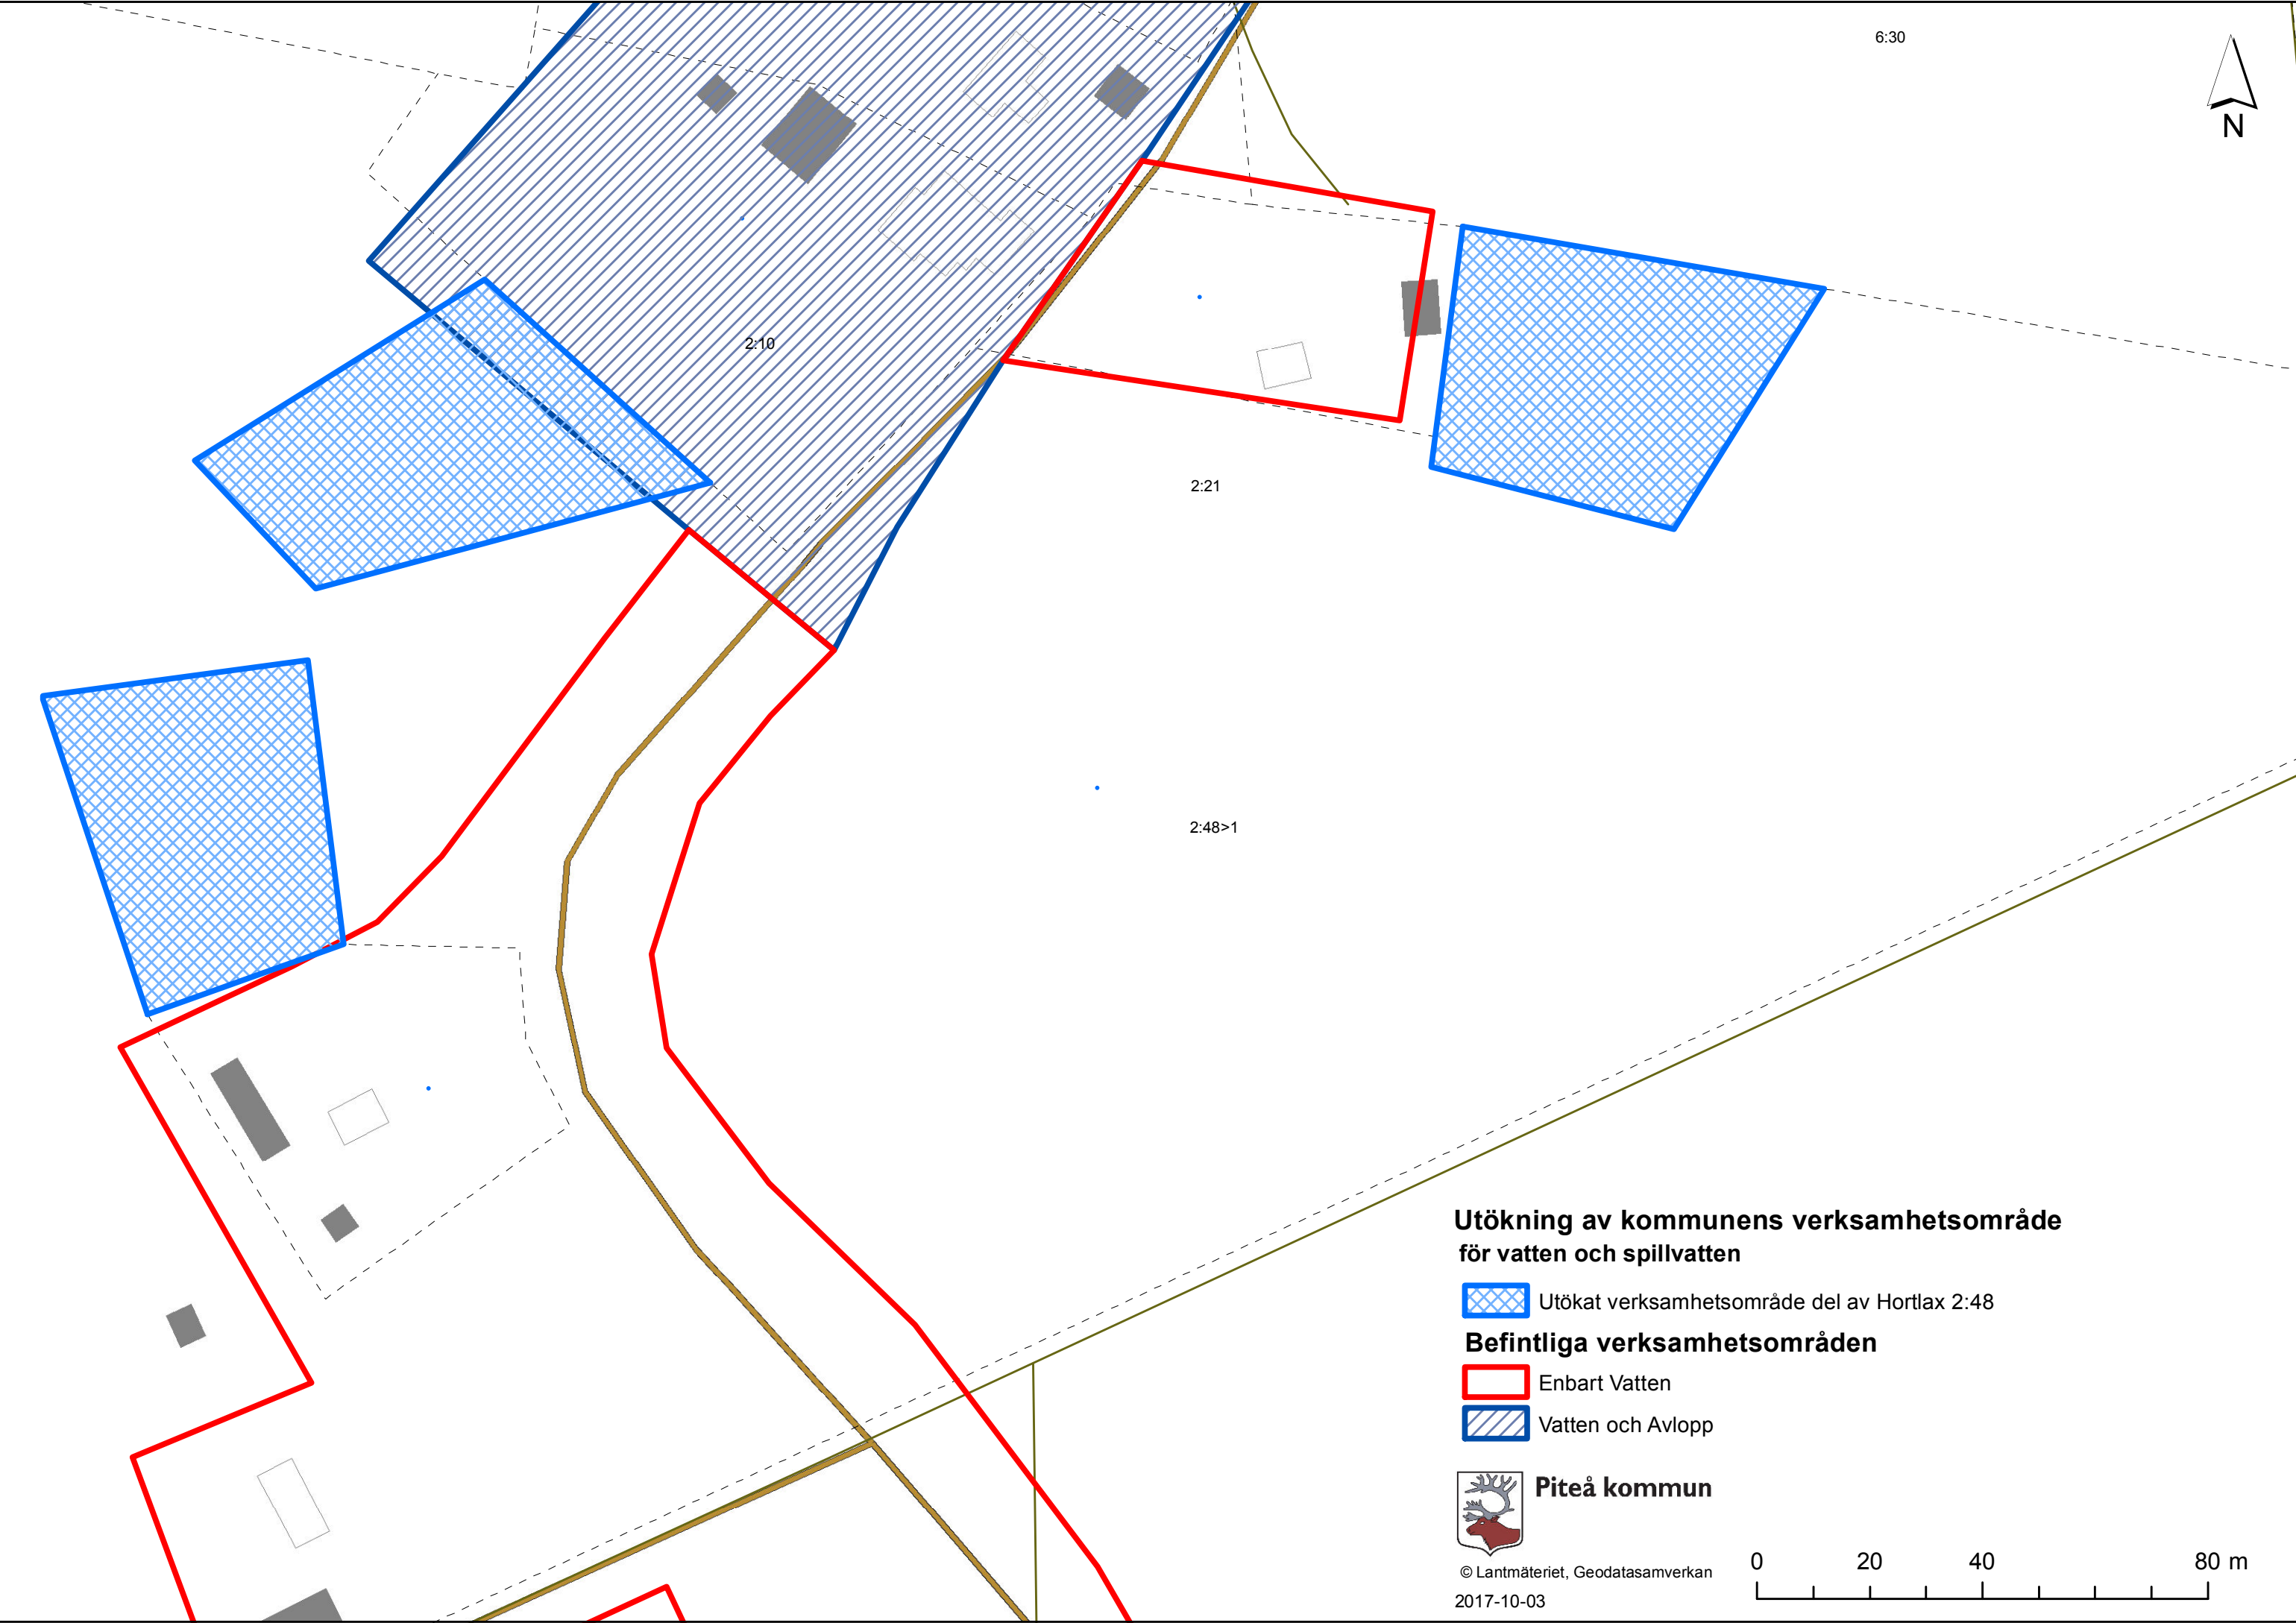 6:30
N
2:10
2:21
2:48>1
Utökning av kommunens verksamhetsområde
för vatten och spillvatten
Utökat verksamhetsområde del av Hortlax 2:48
Befintliga verksamhetsområden
Enbart Vatten
Vatten och Avlopp
Piteå kommun
© Lantmäteriet, Geodatasamverkan
2017-10-03
0 20 40 80 m